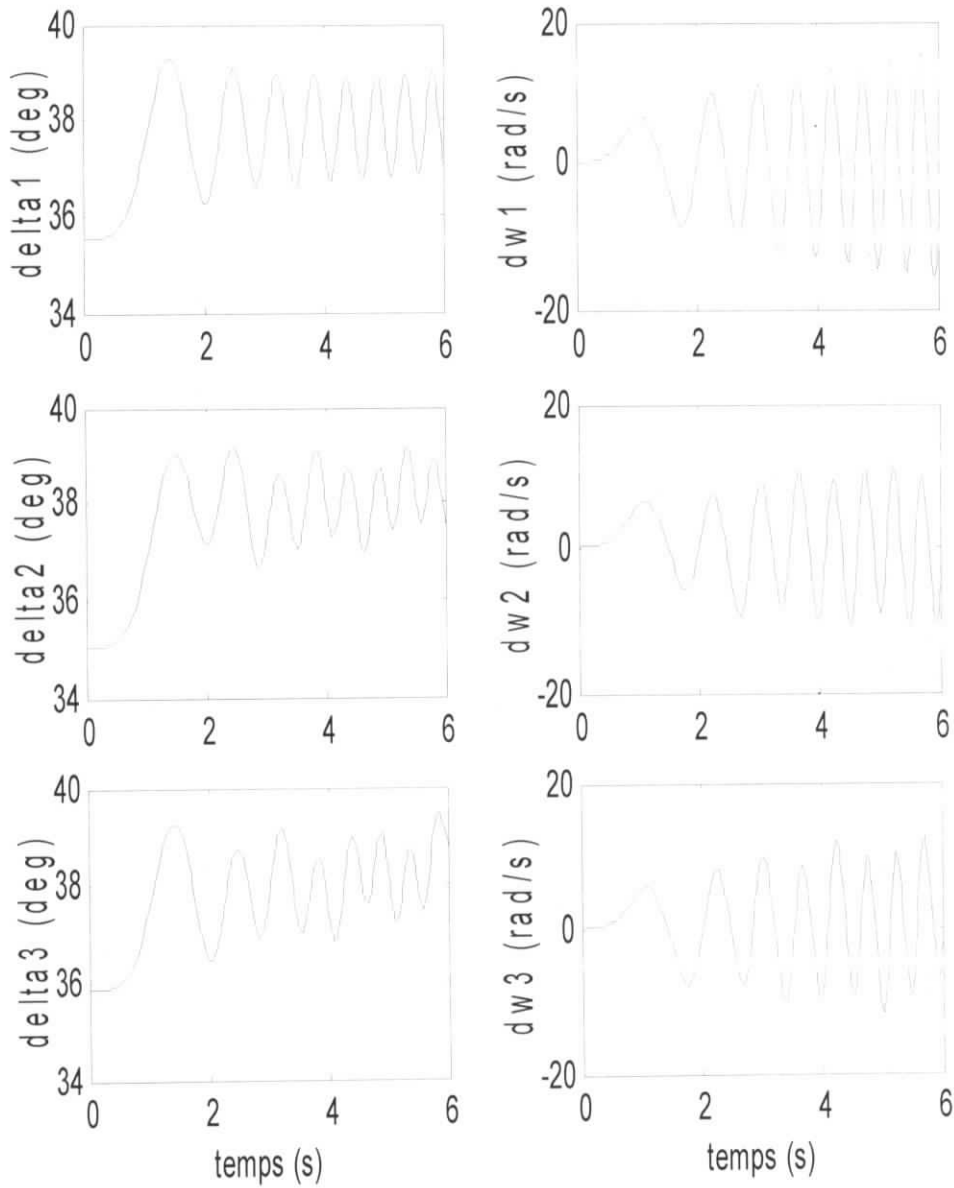 delta1 (deg)
40
38
36
34
0 2 4 6
dw1 (rad/s)
20
0
-20
0 2 4 6
delta2 (deg)
40
38
36
34
0 2 4 6
dw2 (rad/s)
20
0
-20
0 2 4 6
delta3 (deg)
40
38
36
34
0 2 4 6
temps (s)
dw3 (rad/s)
20
0
-20
0 2 4 6
temps (s)